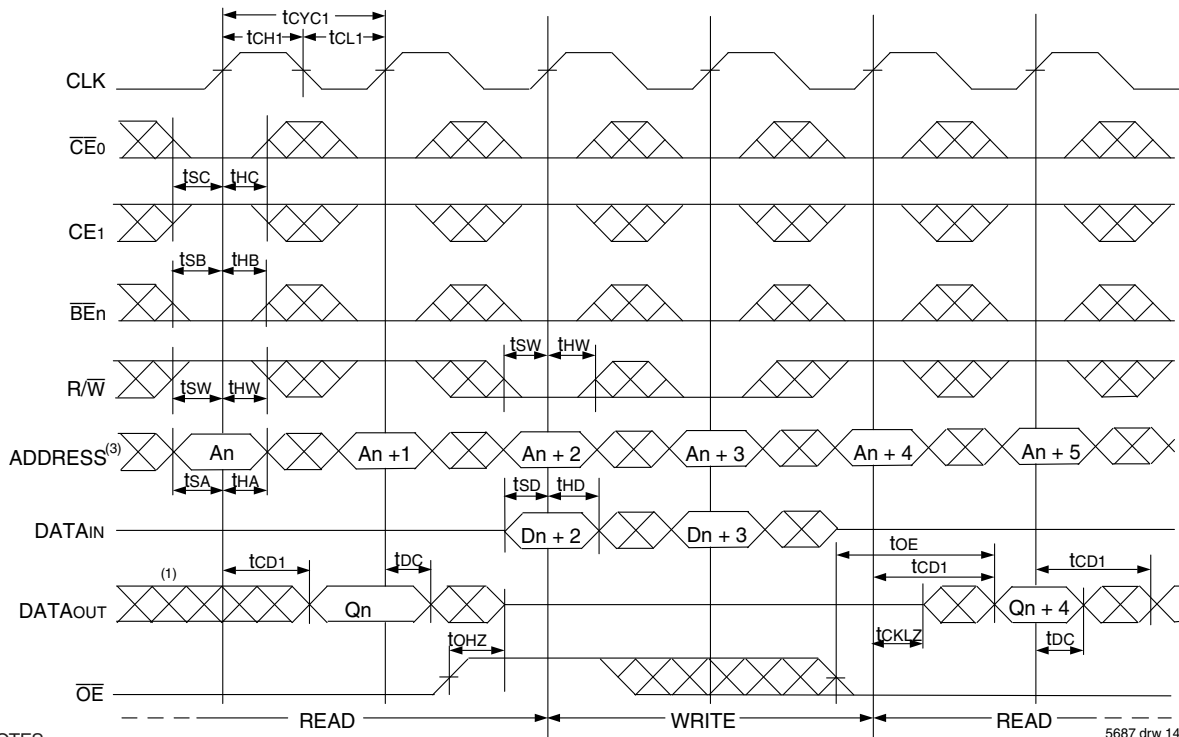 tCYC1
tCH1 tCL1
CLK
CE0
tSC tHC
CE1
tSB tHB
BEn
tSW tHW
R/W
tSW tHW
ADDRESS(3) An An +1 An + 2 An + 3 An + 4 An + 5
tSA tHA tSD tHD
DATAIN Dn + 2 Dn + 3
tOE
(1) tCD1 tDC tCD1 tCD1
DATAOUT Qn Qn + 4
tOHZ tCKLZ tDC
OE
READ WRITE READ
5687 drw 14